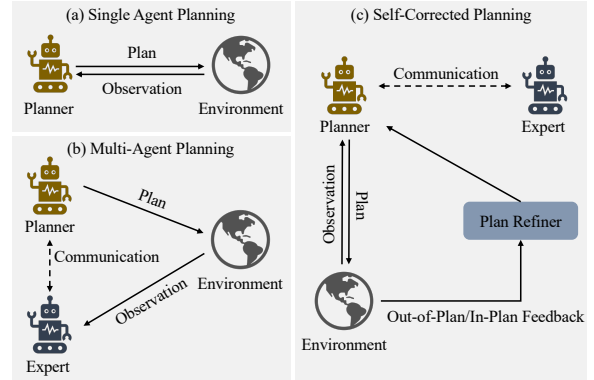 (a) Single Agent Planning
Plan
Observation
Planner
Environment
(b) Multi-Agent Planning
Planner
Plan
Communication
Environment
Observation
Expert
(c) Self-Corrected Planning
Communication
Planner
Expert
Observation
Plan
Plan Refiner
Out-of-Plan/In-Plan Feedback
Environment